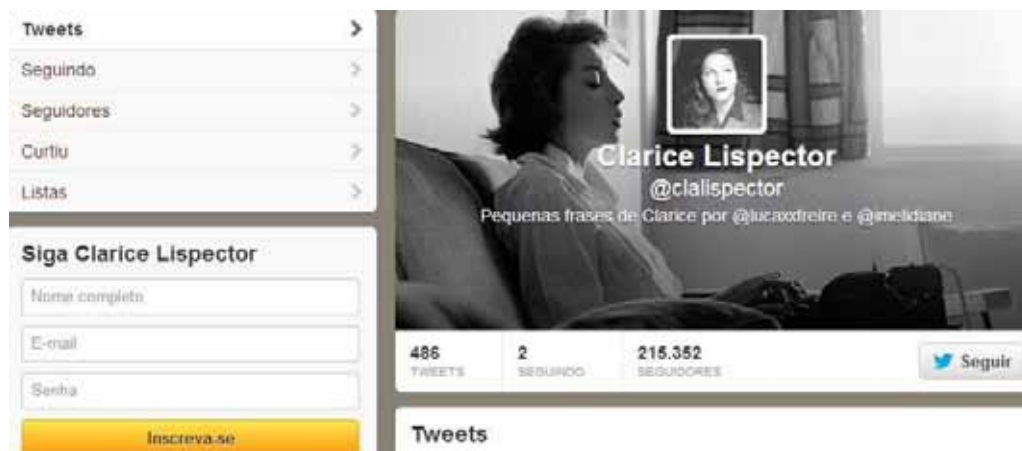 Tweets
Seguindo
Seguidores
Curtiu
Listas
Siga Clarice Lispector
Nome completo
E-mail
Senha
Inscreva-se
Clarice Lispector
@clalispector
Pequenas frases de Clarice por @lucaxxfreire e @imelidiane
486
TWEETS
2
SEGUINDO
215.352
SEGUIDORES
Seguir
Tweets